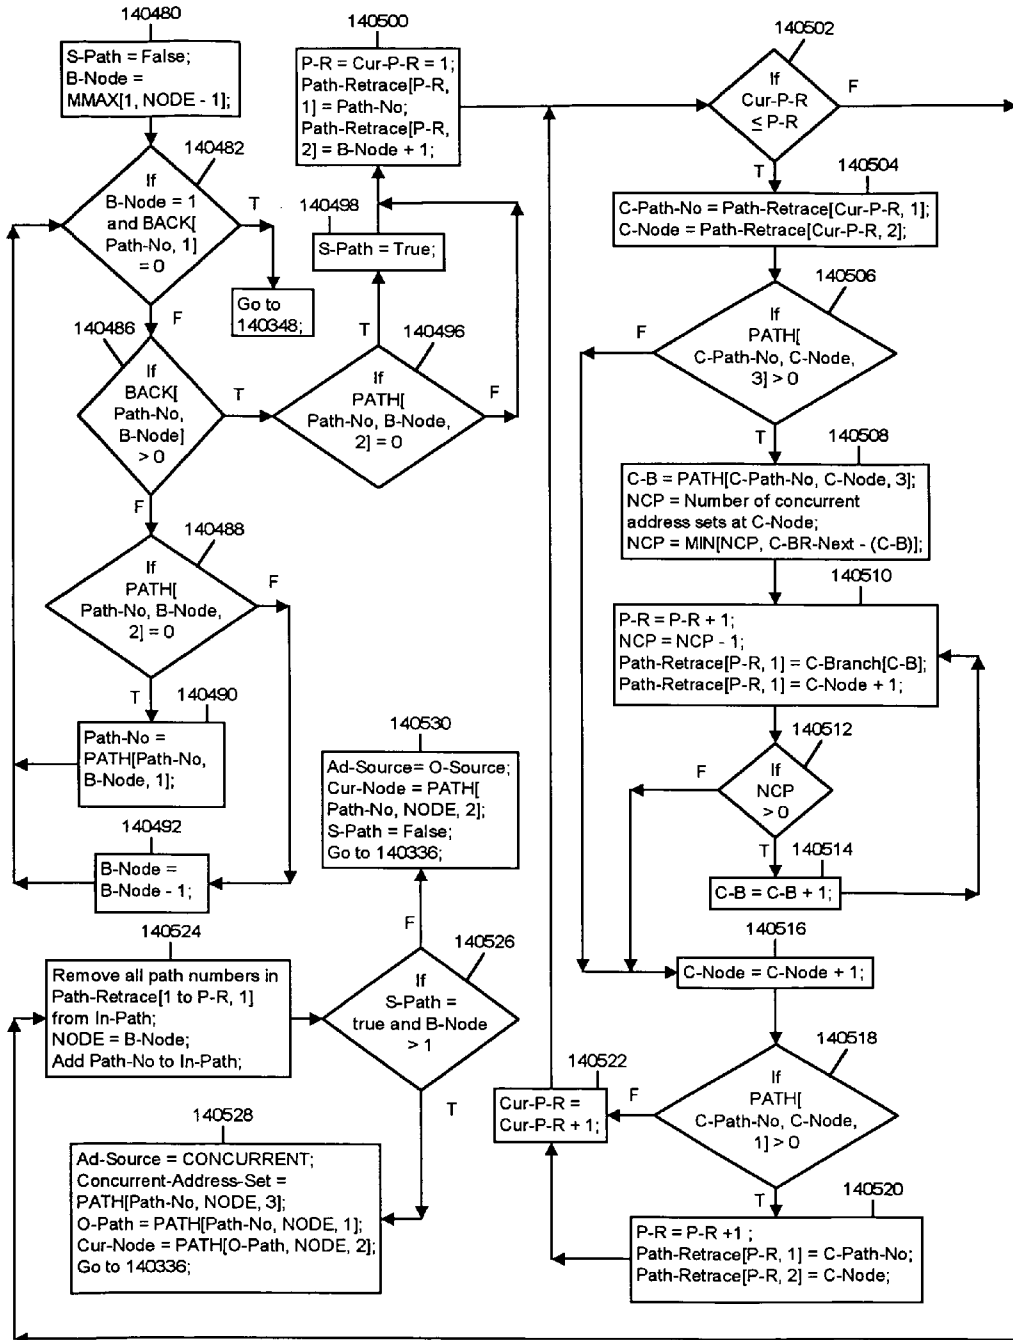 140480
S-Path = False;
B-Node =
MMAX[1, NODE - 1];
140482
If
B-Node = 1
and BACK[
Path-No, 1]
= 0
T
F
Go to
140348;
140486
If
BACK[
Path-No,
B-Node]
> 0
T
F
140488
If
PATH[
Path-No, B-Node,
2] = 0
F
T
140490
Path-No =
PATH[Path-No,
B-Node, 1];
140492
B-Node =
B-Node - 1;
140496
If
PATH[
Path-No, B-Node,
2] = 0
T
F
140498
S-Path = True;
140500
P-R = Cur-P-R = 1;
Path-Retrace[P-R,
1] = Path-No;
Path-Retrace[P-R,
2] = B-Node + 1;
140502
If
Cur-P-R
≤ P-R
F
T
140504
C-Path-No = Path-Retrace[Cur-P-R, 1];
C-Node = Path-Retrace[Cur-P-R, 2];
140506
If
PATH[
C-Path-No, C-Node,
3] > 0
F
T
140508
C-B = PATH[C-Path-No, C-Node, 3];
NCP = Number of concurrent
address sets at C-Node;
NCP = MIN[NCP, C-BR-Next - (C-B)];
140510
P-R = P-R + 1;
NCP = NCP - 1;
Path-Retrace[P-R, 1] = C-Branch[C-B];
Path-Retrace[P-R, 1] = C-Node + 1;
140512
If
NCP
> 0
F
T
140514
C-B = C-B + 1;
140516
C-Node = C-Node + 1;
140518
If
PATH[
C-Path-No, C-Node,
1] > 0
F
T
140520
P-R = P-R +1 ;
Path-Retrace[P-R, 1] = C-Path-No;
Path-Retrace[P-R, 2] = C-Node;
140522
Cur-P-R =
Cur-P-R + 1;
140524
Remove all path numbers in
Path-Retrace[1 to P-R, 1]
from In-Path;
NODE = B-Node;
Add Path-No to In-Path;
140526
If
S-Path =
true and B-Node
> 1
F
T
140528
Ad-Source = CONCURRENT;
Concurrent-Address-Set =
PATH[Path-No, NODE, 3];
O-Path = PATH[Path-No, NODE, 1];
Cur-Node = PATH[O-Path, NODE, 2];
Go to 140336;
140530
Ad-Source= O-Source;
Cur-Node = PATH[
Path-No, NODE, 2];
S-Path = False;
Go to 140336;